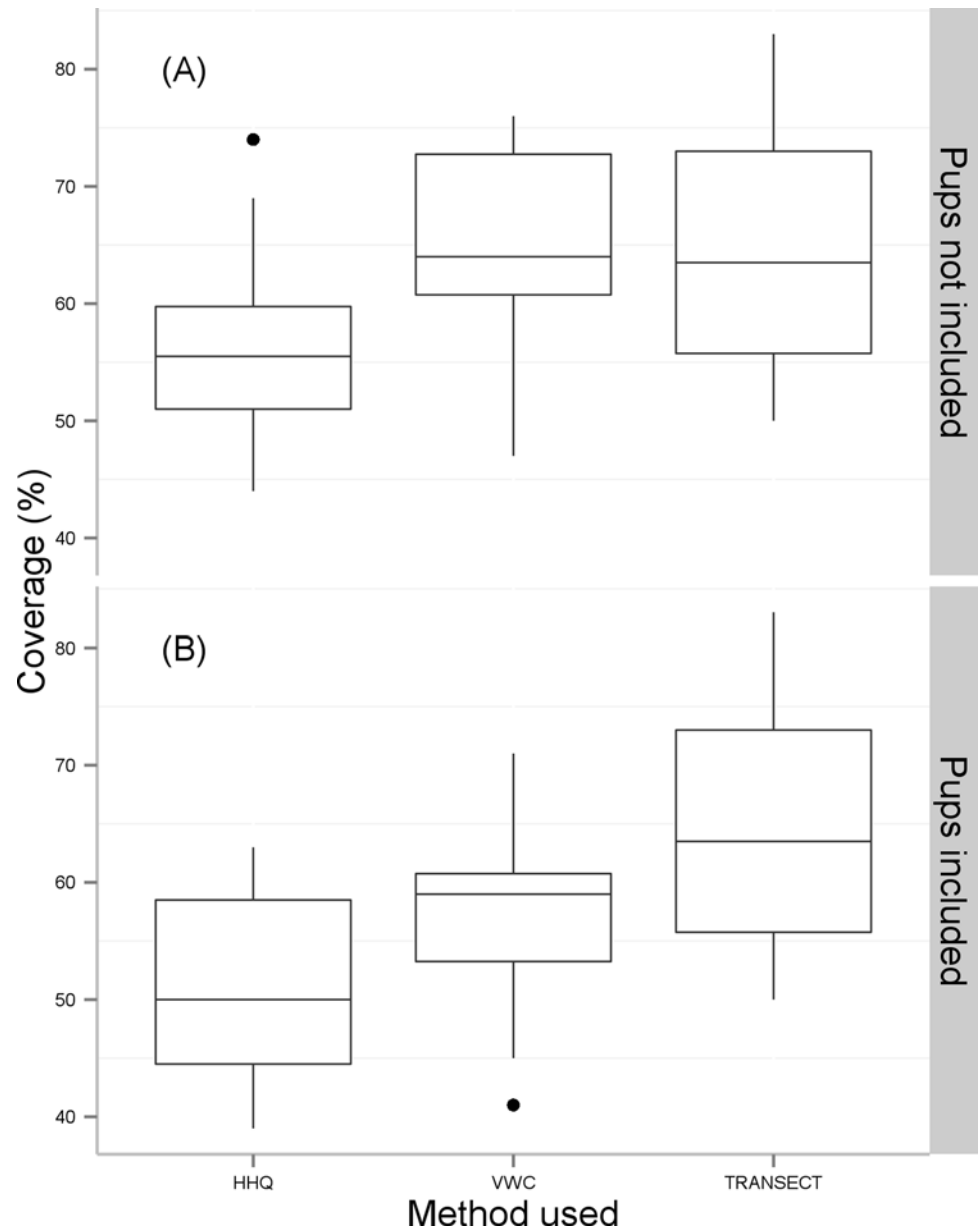 (A)
80
70
60
50
40
Pups not included
Coverage (%)
(B)
80
70
60
50
40
Pups included
HHQ
VWC
TRANSECT
Method used